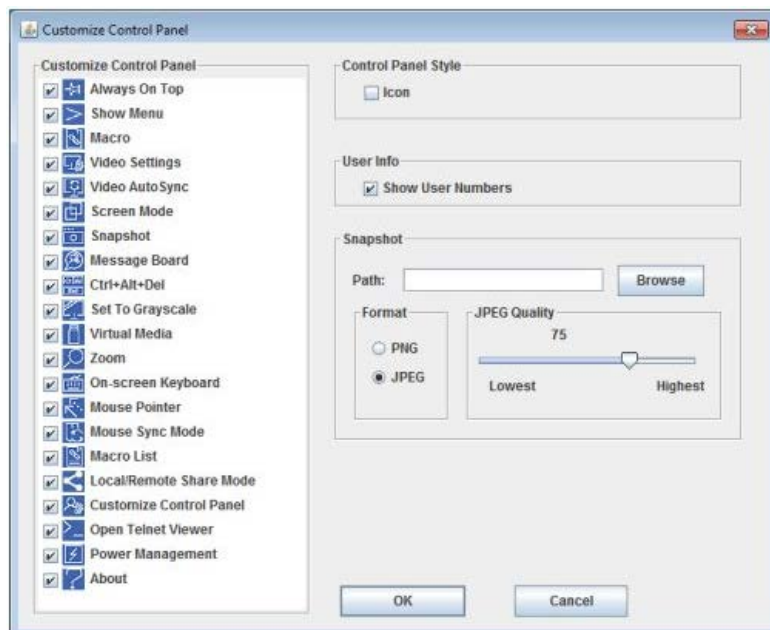 Customize Control Panel
Customize Control Panel
Always On Top
Show Menu
Macro
Video Settings
Video AutoSync
Screen Mode
Snapshot
Message Board
Ctrl+Alt+Del
Set To Grayscale
Virtual Media
Zoom
On-screen Keyboard
Mouse Pointer
Mouse Sync Mode
Macro List
Local/Remote Share Mode
Customize Control Panel
Open Telnet Viewer
Power Management
About
Control Panel Style
Icon
User Info
Show User Numbers
Snapshot
Path:
Browse
Format
PNG
JPEG
JPEG Quality
75
Lowest Highest
OK
Cancel